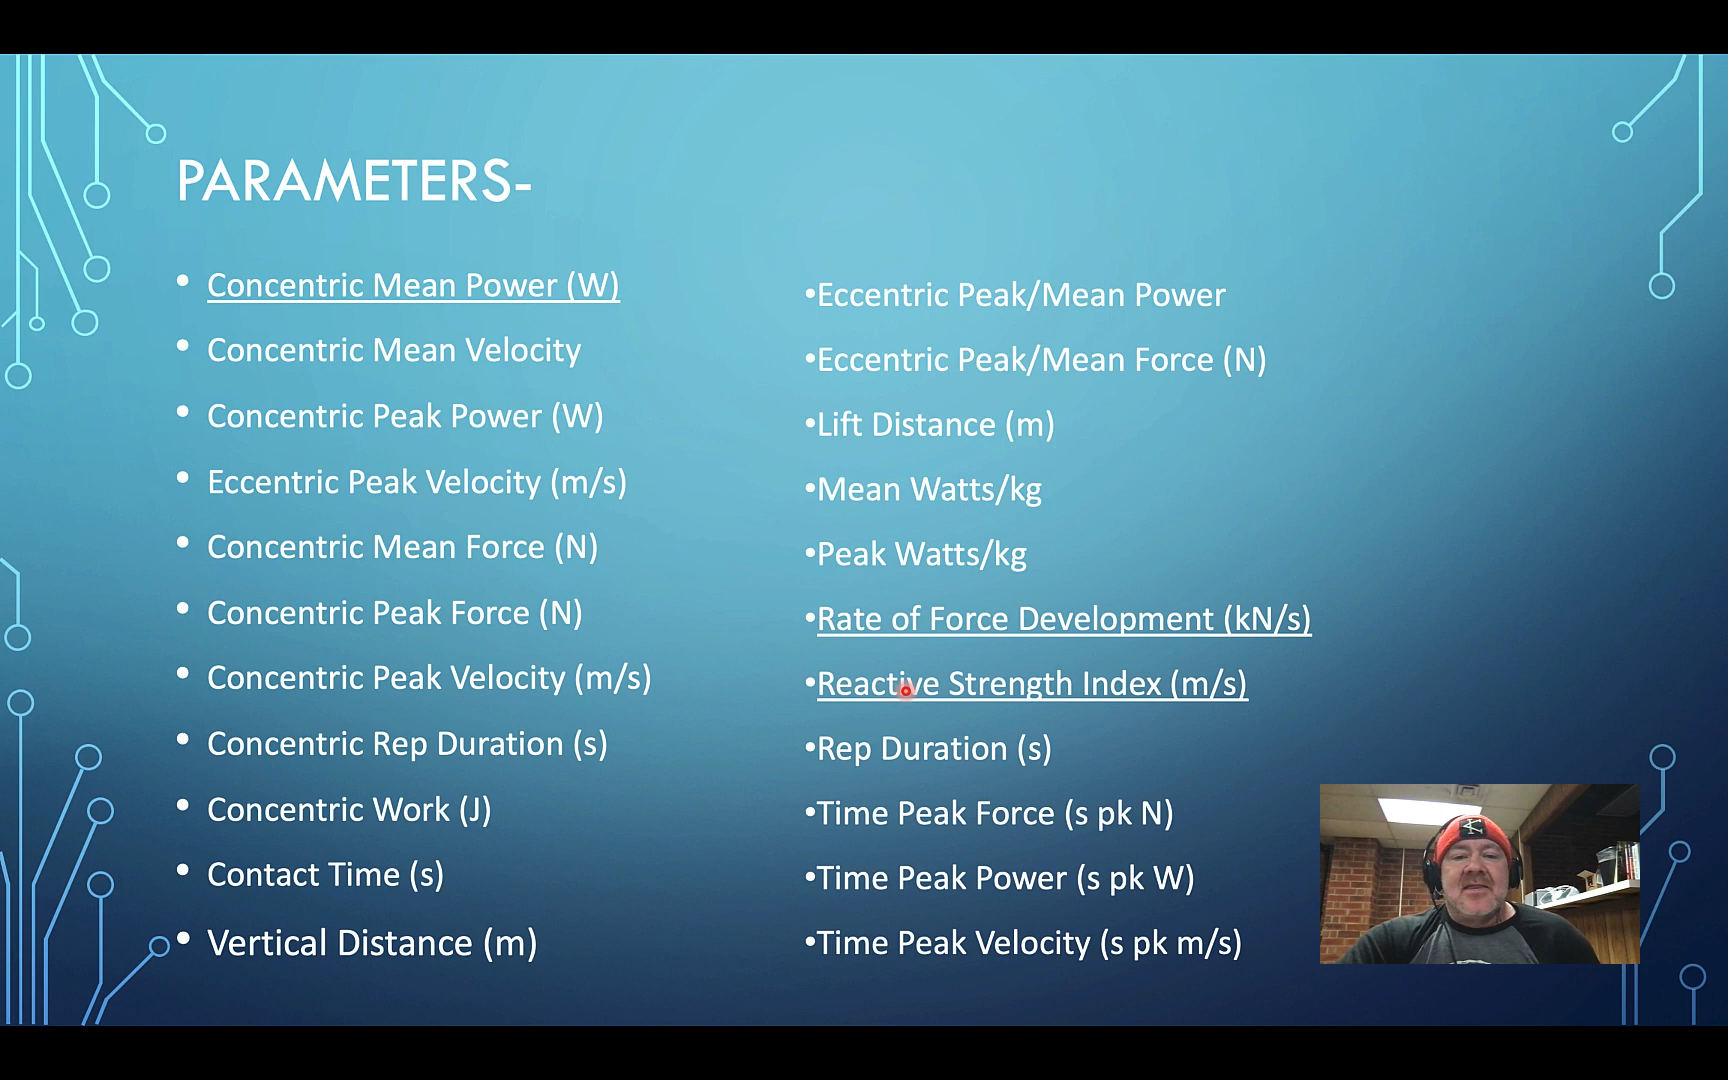 PARAMETERS-
• Concentric Mean Power (W)
• Concentric Mean Velocity
• Concentric Peak Power (W)
• Eccentric Peak Velocity (m/s)
• Concentric Mean Force (N)
• Concentric Peak Force (N)
• Concentric Peak Velocity (m/s)
• Concentric Rep Duration (s)
• Concentric Work (J)
• Contact Time (s)
• Vertical Distance (m)
•Eccentric Peak/Mean Power
•Eccentric Peak/Mean Force (N)
•Lift Distance (m)
•Mean Watts/kg
•Peak Watts/kg
•Rate of Force Development (kN/s)
•Reactive Strength Index (m/s)
•Rep Duration (s)
•Time Peak Force (s pk N)
•Time Peak Power (s pk W)
•Time Peak Velocity (s pk m/s)